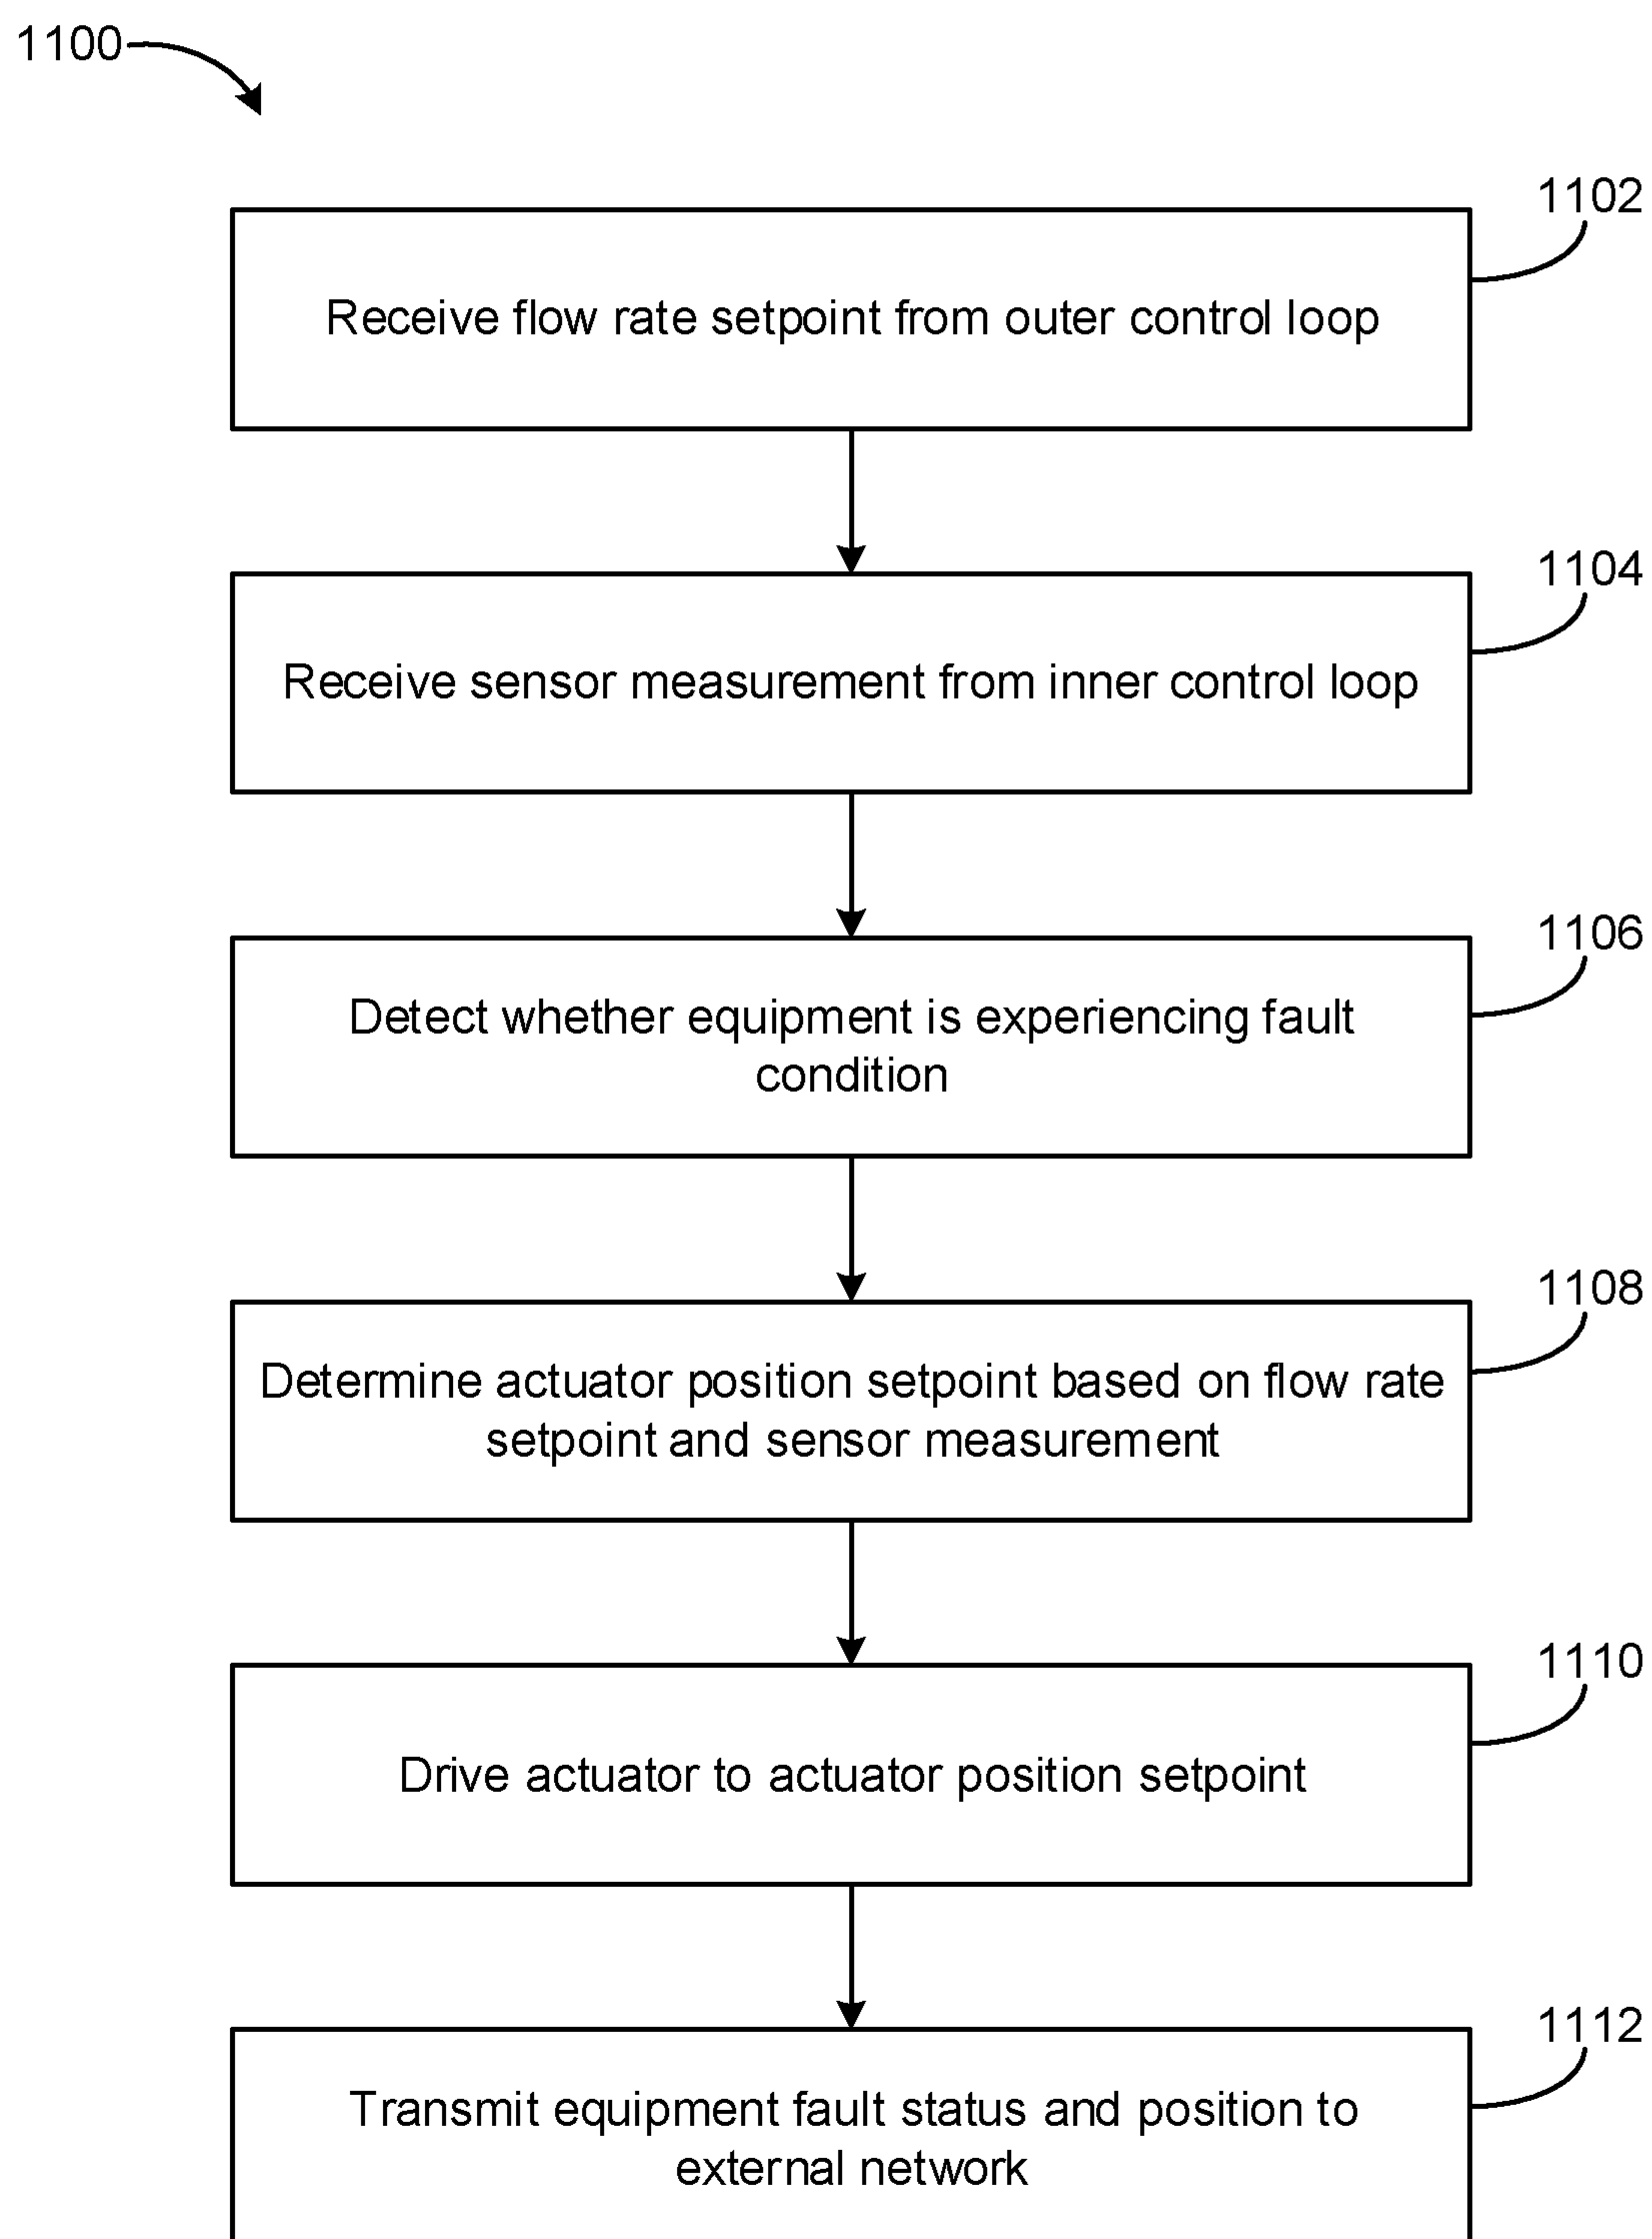 1100
1102
Receive flow rate setpoint from outer control loop
1104
Receive sensor measurement from inner control loop
1106
Detect whether equipment is experiencing fault
condition
1108
Determine actuator position setpoint based on flow rate
setpoint and sensor measurement
1110
Drive actuator to actuator position setpoint
1112
Transmit equipment fault status and position to
external network